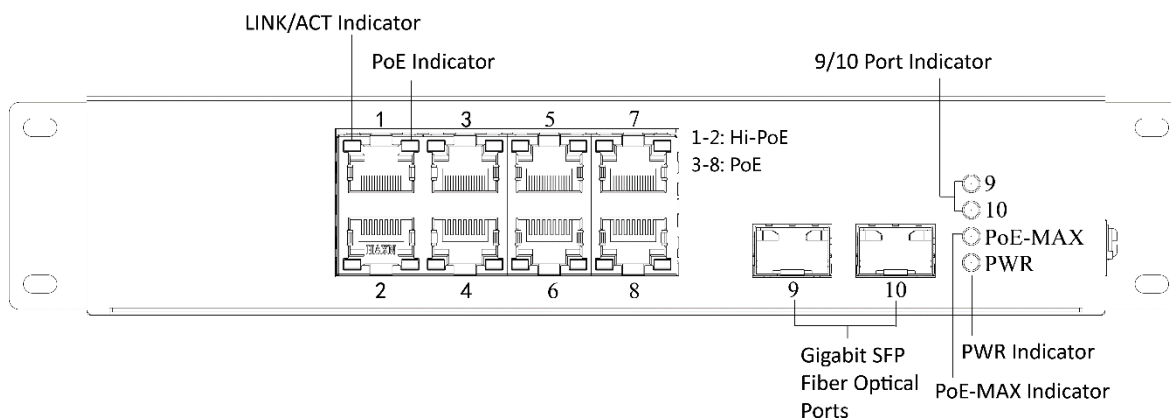 LINK/ACT Indicator
PoE Indicator
9/10 Port Indicator
1 3 5 7
1-2: Hi-PoE
3-8: PoE
9
10
PoE-MAX
PWR
2 4 6 8
9 10
Gigabit SFP
Fiber Optical
Ports
PWR Indicator
PoE-MAX Indicator